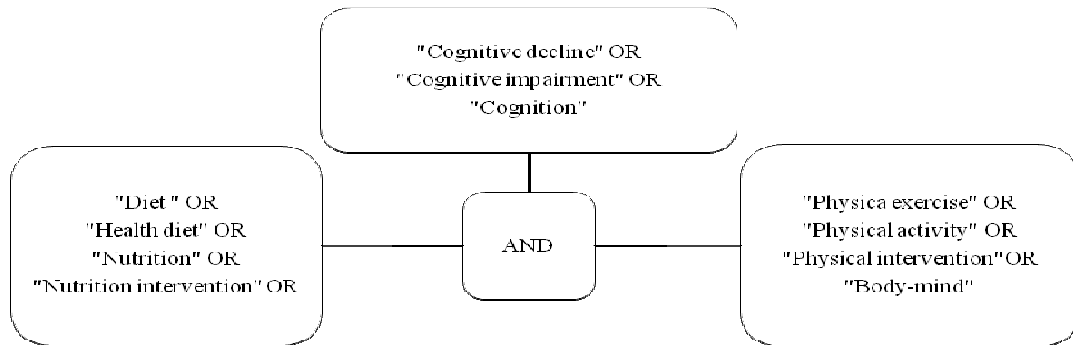 "Cognitive decline" OR
"Cognitive impairment" OR
"Cognition"
"Diet " OR
"Health diet" OR
"Nutrition" OR
"Nutrition intervention" OR
AND
"Physica exercise" OR
"Physical activity" OR
"Physical intervention"OR
"Body-mind"